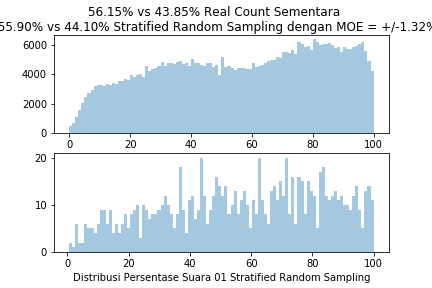 56.15% vs 43.85% Real Count Sementara
55.90% vs 44.10% Stratified Random Sampling dengan MOE = +/-1.32%
6000
4000
2000
0
0 20 40 60 80 100
20
10
0
0 20 40 60 80 100
Distribusi Persentase Suara 01 Stratified Random Sampling